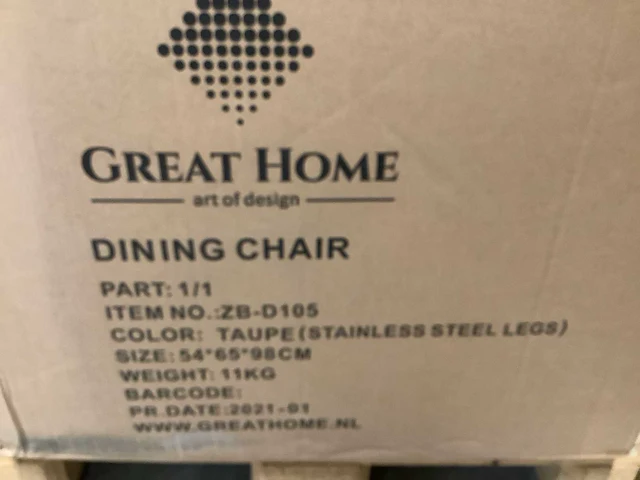 GREAT HOME
art of design
DINING CHAIR
PART: 1/1
ITEM NO.:ZB-D105
COLOR: TAUPE(STAINLESS STEEL LEGS)
SIZE:54*65*98CM
WEIGHT: 11KG
BARCODE:
PR.DATE:2021-01
WWW.GREATHOME.NL